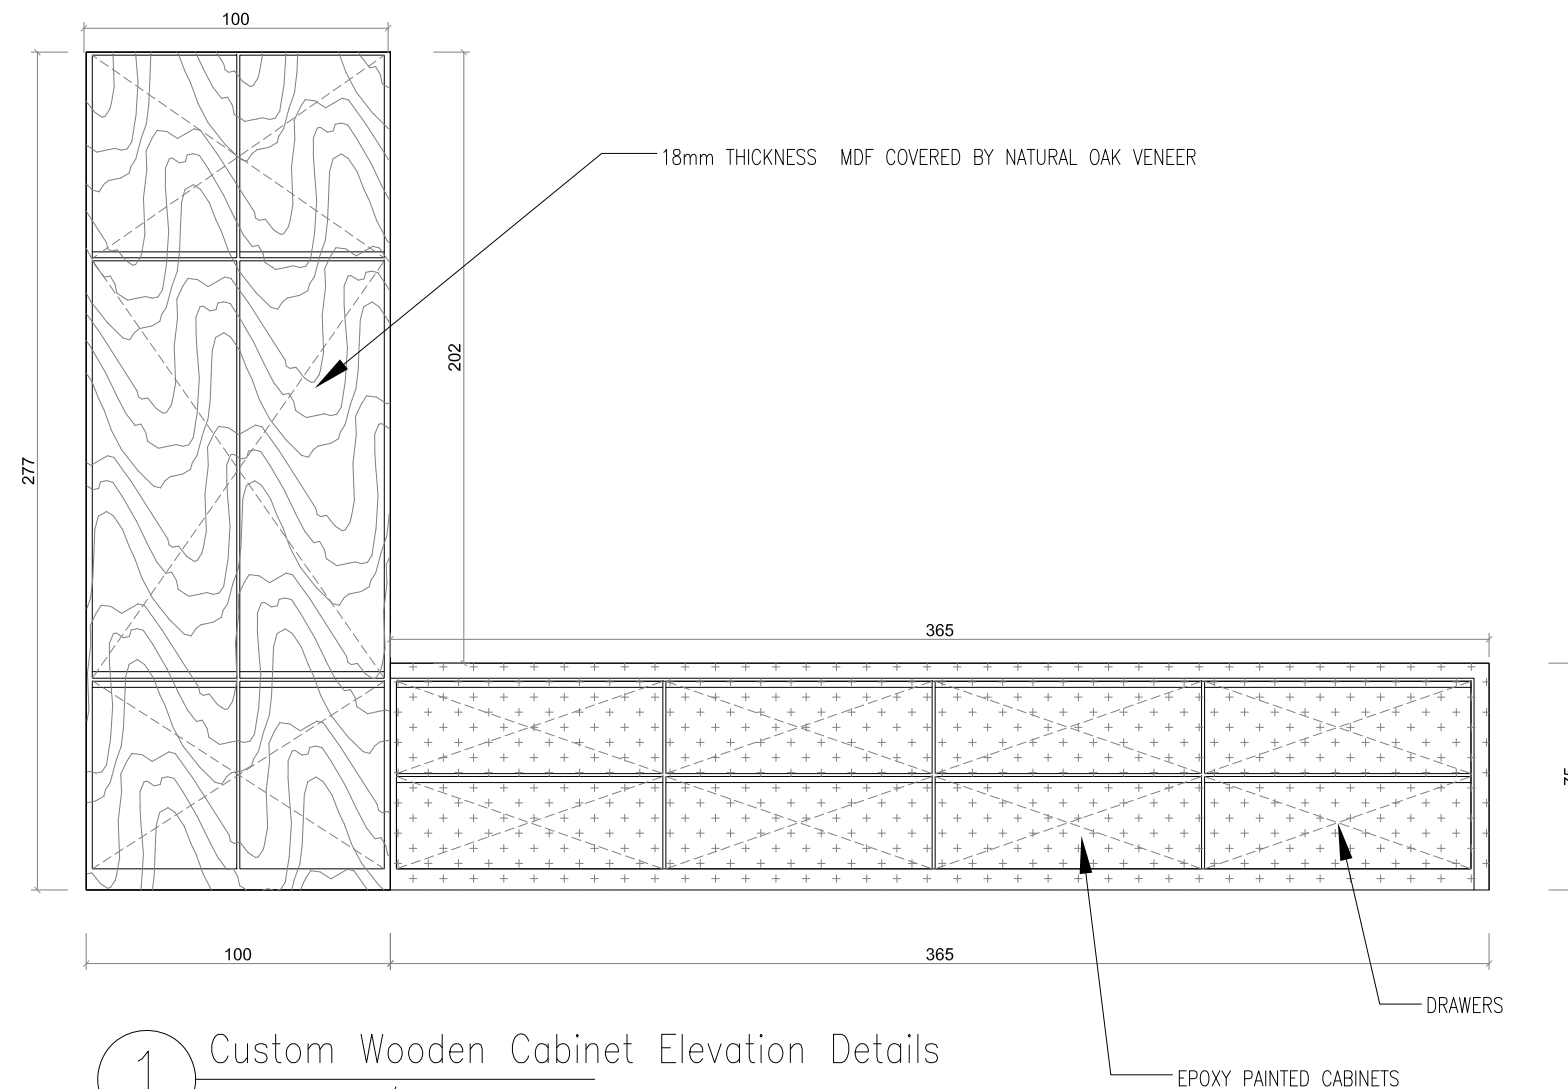 100
18mm THICKNESS MDF COVERED BY NATURAL OAK VENEER
202
277
365
100
365
DRAWERS
1
Custom Wooden Cabinet Elevation Details
EPOXY PAINTED CABINETS